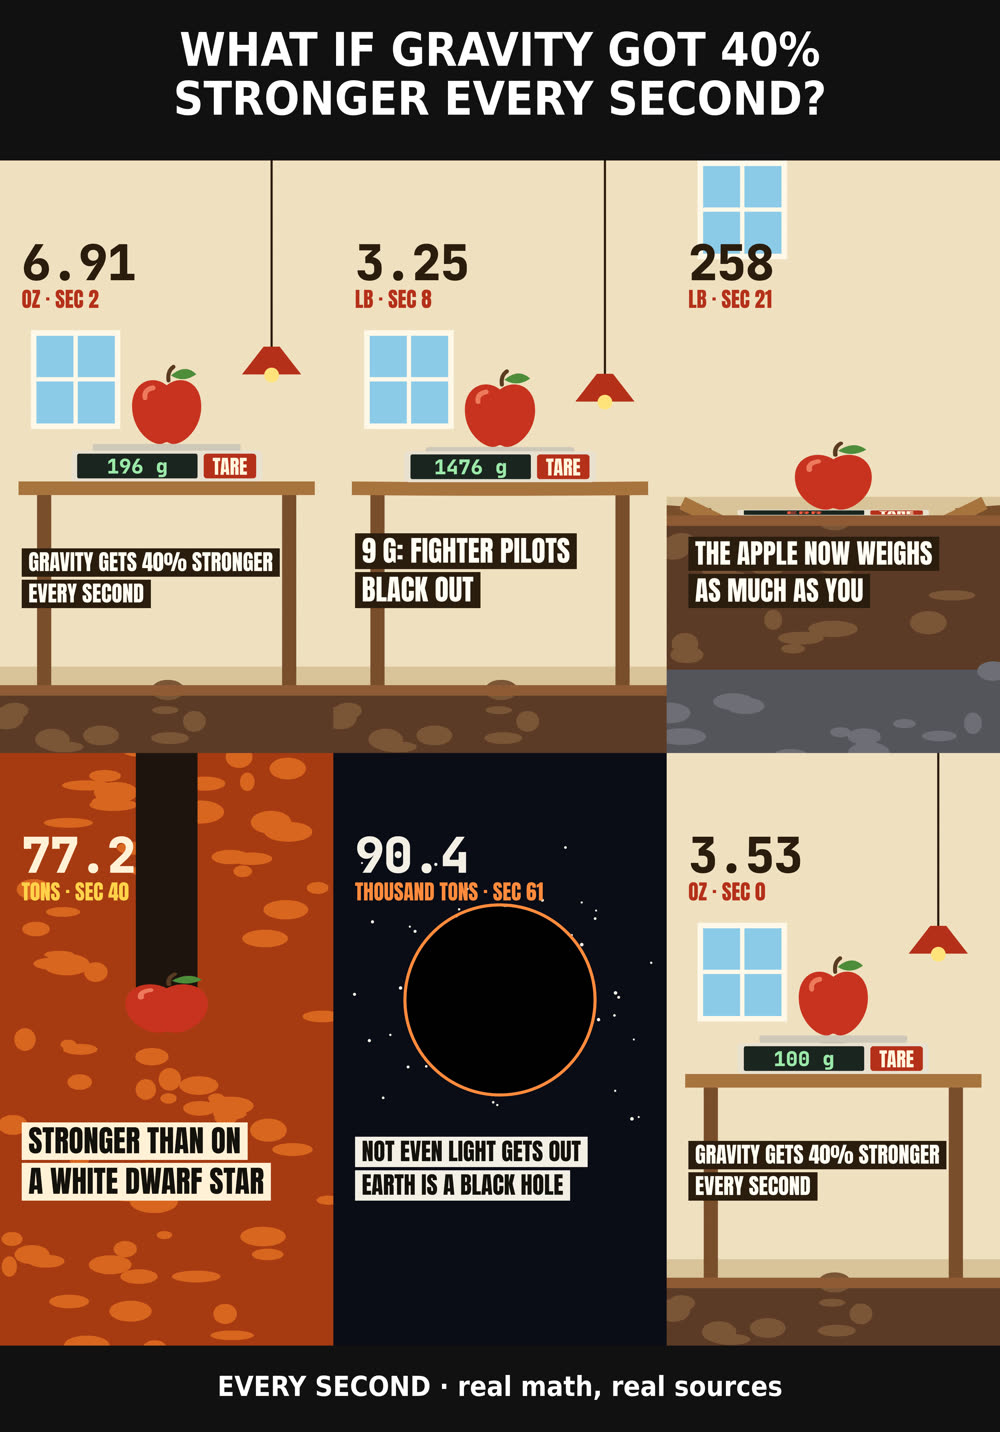 WHAT IF GRAVITY GOT 40%
STRONGER EVERY SECOND?
6.91
OZ · SEC 2
196 g
TARE
GRAVITY GETS 40% STRONGER
EVERY SECOND
3.25
LB · SEC 8
1476 g
TARE
9 G: FIGHTER PILOTS
BLACK OUT
258
LB · SEC 21
THE APPLE NOW WEIGHS
AS MUCH AS YOU
77.2
TONS · SEC 40
STRONGER THAN ON
A WHITE DWARF STAR
90.4
THOUSAND TONS · SEC 61
NOT EVEN LIGHT GETS OUT
EARTH IS A BLACK HOLE
3.53
OZ · SEC 0
100 g
TARE
GRAVITY GETS 40% STRONGER
EVERY SECOND
EVERY SECOND · real math, real sources